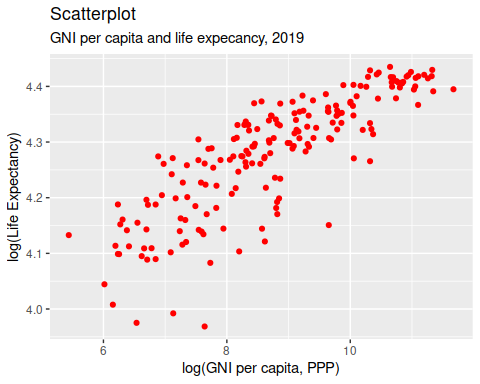 Scatterplot
GNI per capita and life expecancy, 2019
log(Life Expectancy)
4.4
4.3
4.2
4.1
4.0
6
8
10
log(GNI per capita, PPP)